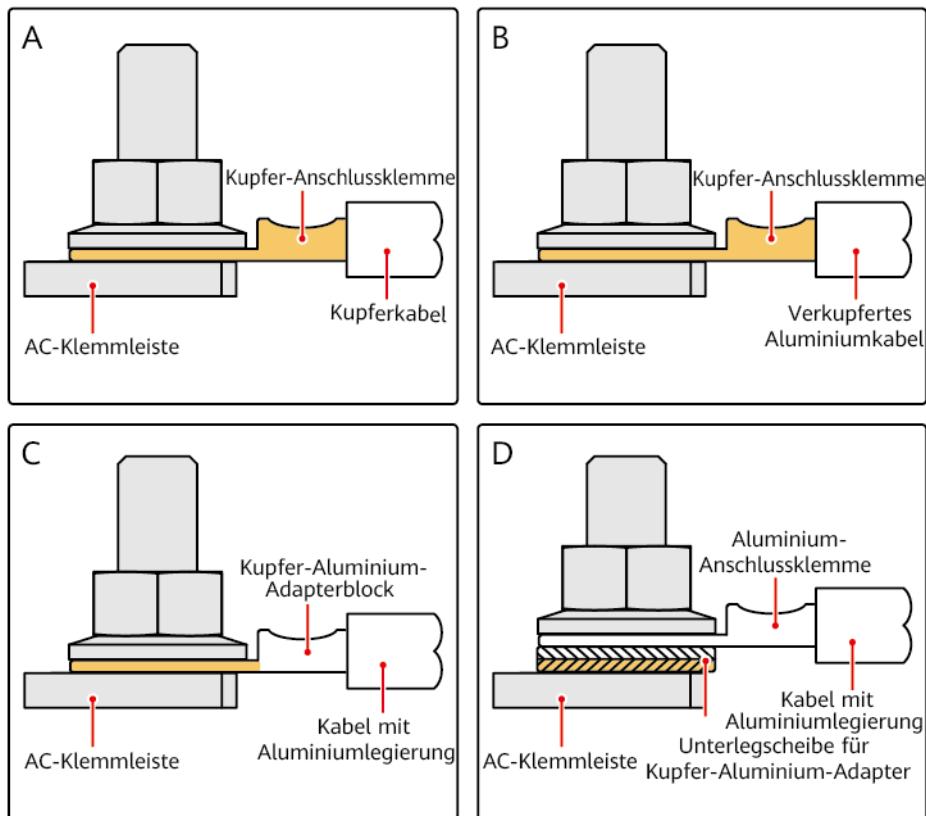 A
Kupfer-Anschlussklemme
Kupferkabel
AC-Klemmleiste
B
Kupfer-Anschlussklemme
Verkupfertes
Aluminiumkabel
AC-Klemmleiste
C
Kupfer-Aluminium-
Adapterblock
Kabel mit
Aluminiumlegierung
AC-Klemmleiste
D
Aluminium-
Anschlussklemme
Kabel mit
Aluminiumlegierung
Unterlegscheibe für
Kupfer-Aluminium-Adapter
AC-Klemmleiste